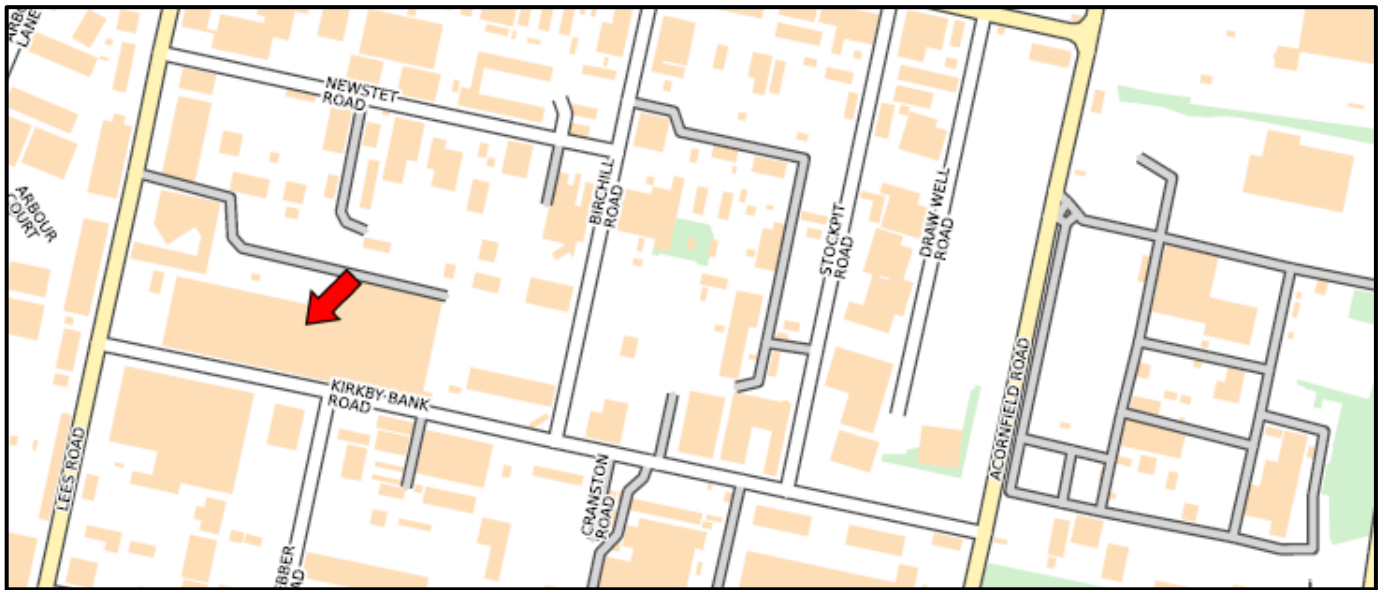 LANE
NEWSTET
ROAD
ARBOUR
COURT
BIRCHILL
ROAD
STOCKPIT
ROAD
DRAW-WELL
ROAD
KIRKBY-BANK
ROAD
ACORNFIELD ROAD
LEES ROAD
CRANSTON
ROAD